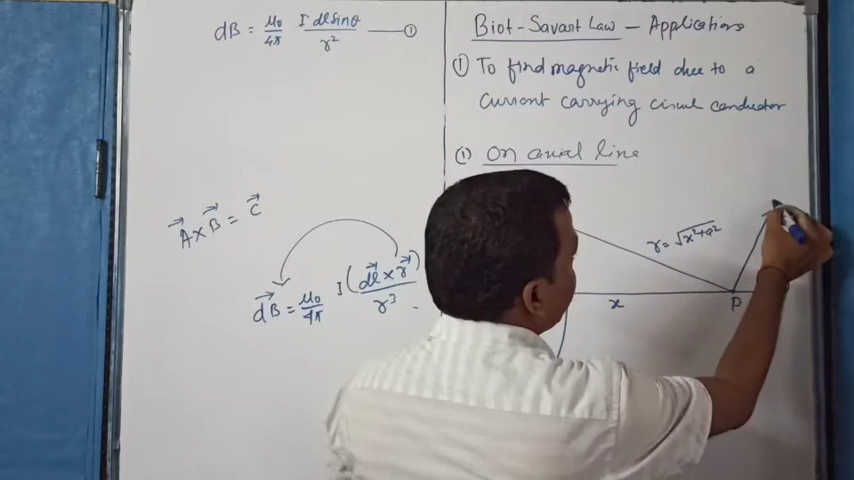 dB = μ₀/4π I dl sinθ / r² —— ①
A⃗ × B⃗ = C⃗
dB⃗ = μ₀/4π I (dl⃗ × r⃗) / r³
Biot-Savart Law – Applications
① To find magnetic field due to a
current carrying circul conductor
(i) On axial line
r = √x²+a²
x
P